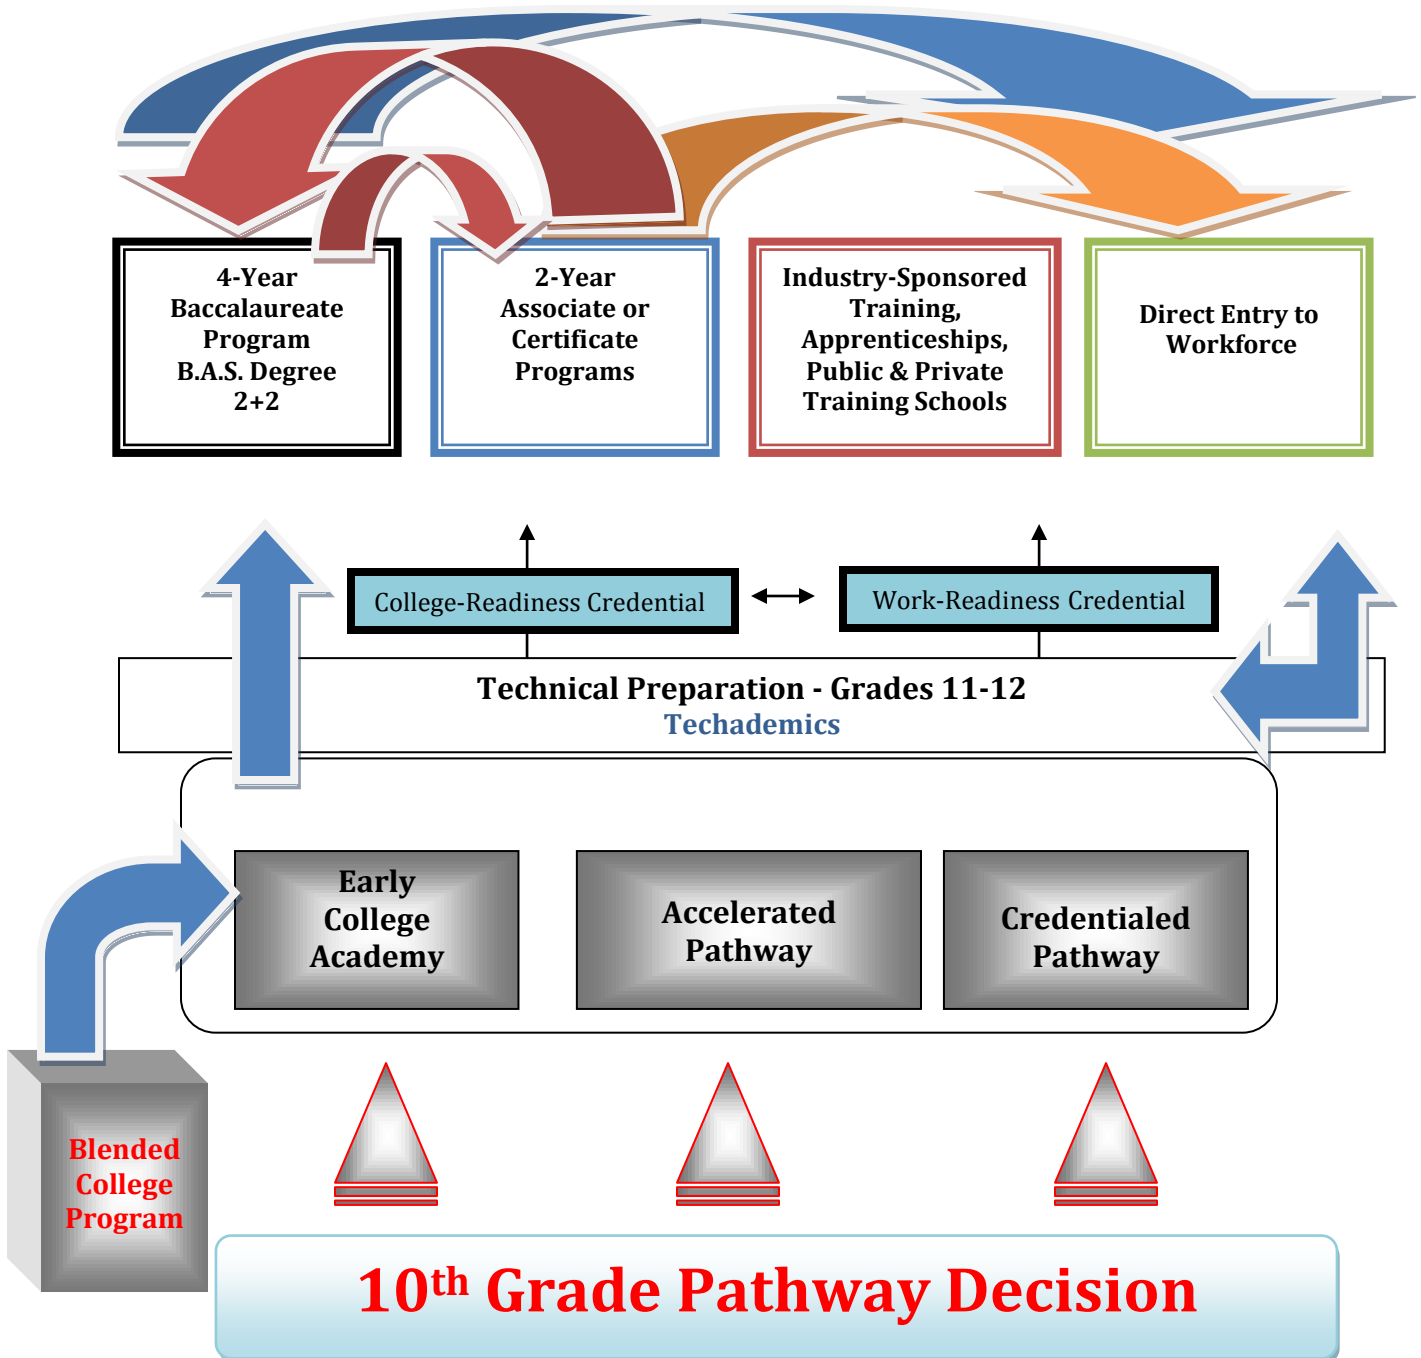 4-Year
Baccalaureate
Program
B.A.S. Degree
2+2
2-Year
Associate or
Certificate
Programs
Industry-Sponsored
Training,
Apprenticeships,
Public & Private
Training Schools
Direct Entry to
Workforce
College-Readiness Credential
Work-Readiness Credential
Technical Preparation - Grades 11-12
Techademics
Early
College
Academy
Accelerated
Pathway
Credentialed
Pathway
Blended
College
Program
10th Grade Pathway Decision